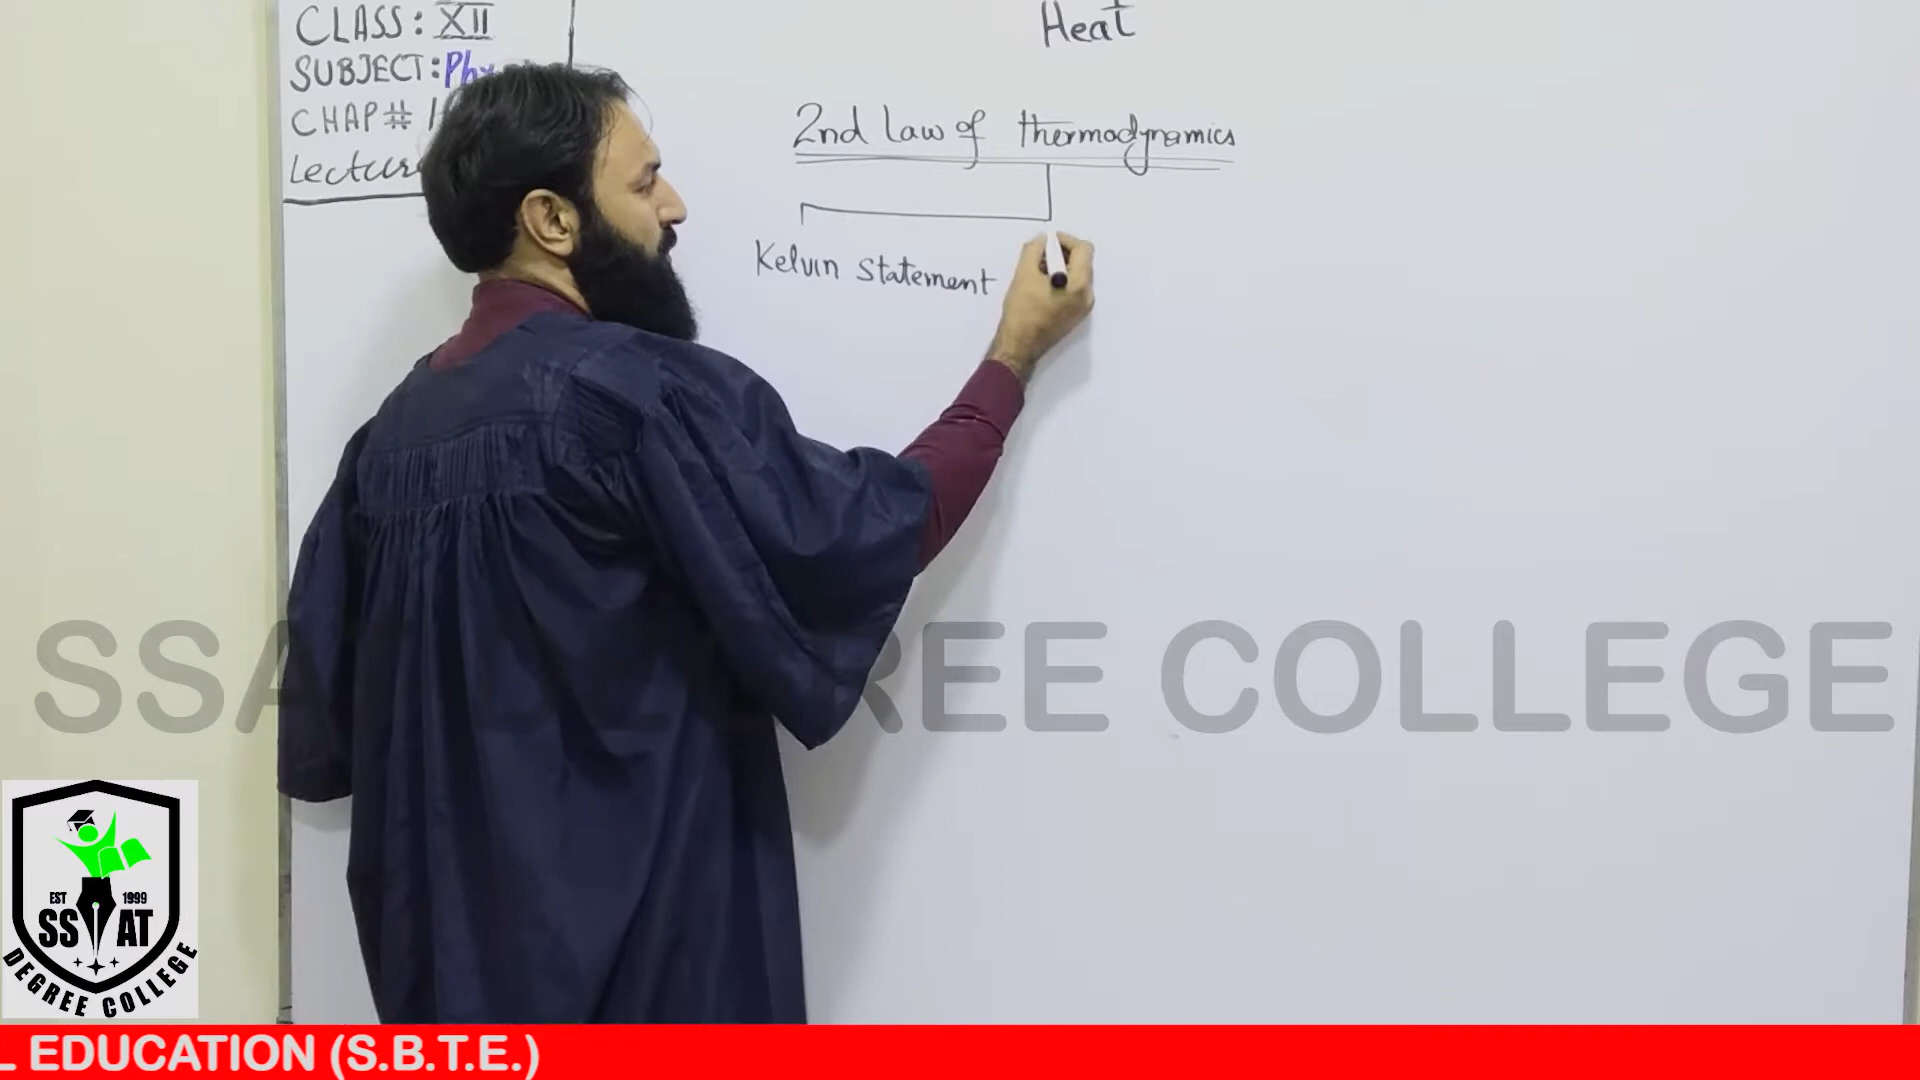 CLASS: XII
SUBJECT:
CHAP#
Heat
2nd Law of thermodynamics
Kelvin Statement
REE COLLEGE
EST 1999
SS AT
DEGREE COLLEGE
EDUCATION (S.B.T.E.)